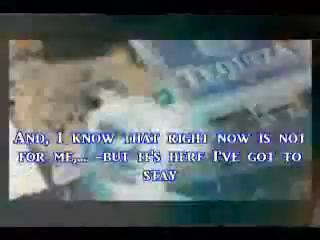 And, I know that right now is not
for me,... -but it's here I've got to
stay